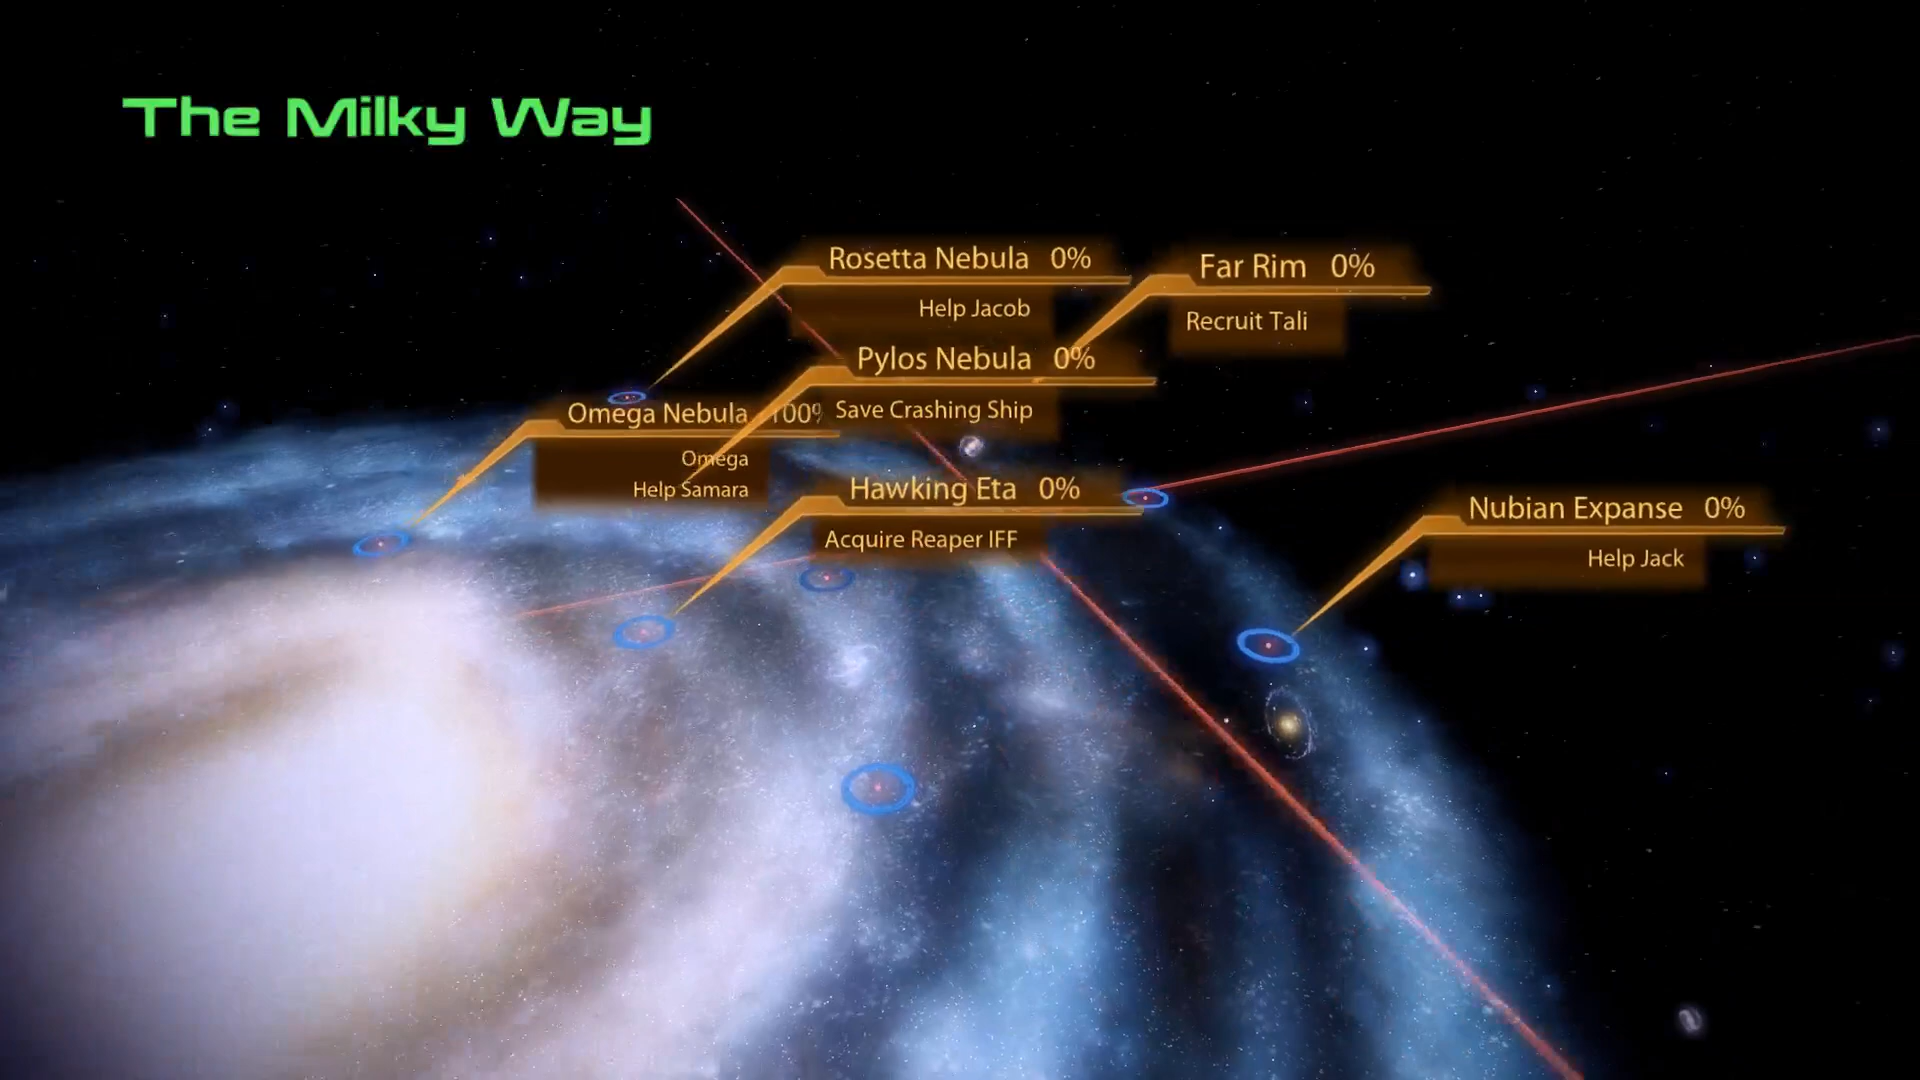 The Milky Way
Rosetta Nebula 0%
Help Jacob
Far Rim 0%
Recruit Tali
Pylos Nebula 0%
Save Crashing Ship
Omega Nebula 100%
Omega
Help Samara
Hawking Eta 0%
Acquire Reaper IFF
Nubian Expanse 0%
Help Jack